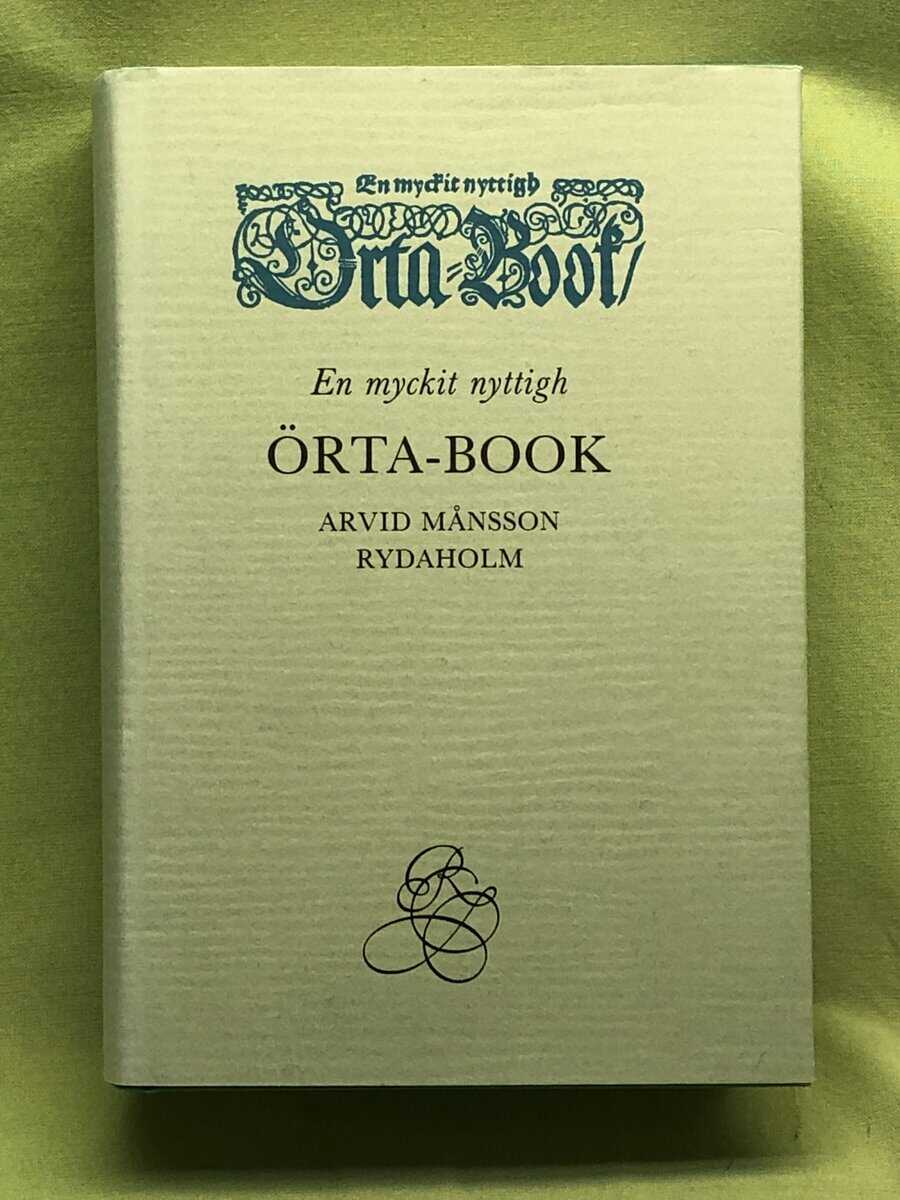 En myckit nyttigh
Örta-Book/
En myckit nyttigh
ÖRTA-BOOK
ARVID MÅNSSON
RYDAHOLM